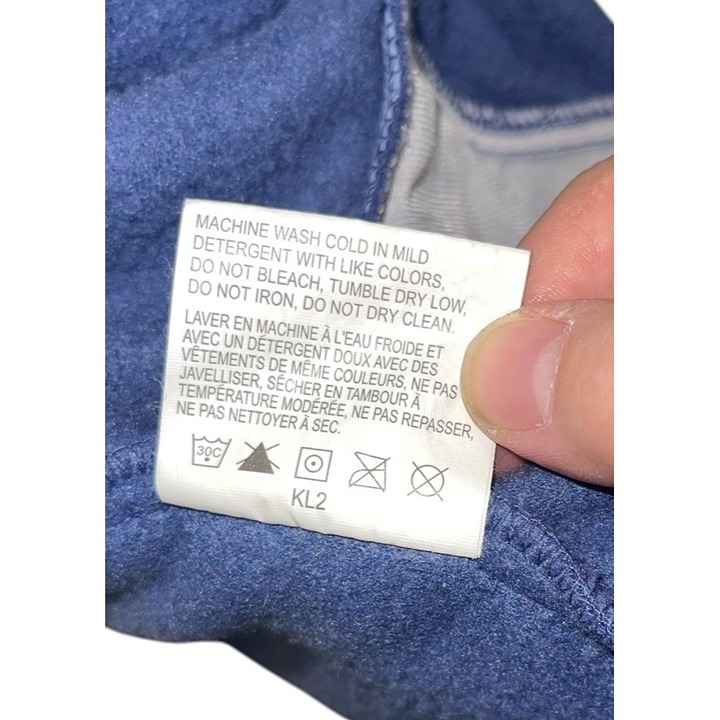 MACHINE WASH COLD IN MILD
DETERGENT WITH LIKE COLORS,
DO NOT BLEACH, TUMBLE DRY LOW,
DO NOT IRON, DO NOT DRY CLEAN.
LAVER EN MACHINE À L'EAU FROIDE ET
AVEC UN DÉTERGENT DOUX AVEC DES
VÊTEMENTS DE MÊME COULEURS, NE PAS
JAVELLISER, SÉCHER EN TAMBOUR À
TEMPÉRATURE MODÉRÉE, NE PAS REPASSER,
NE PAS NETTOYER À SEC.
30C
KL2